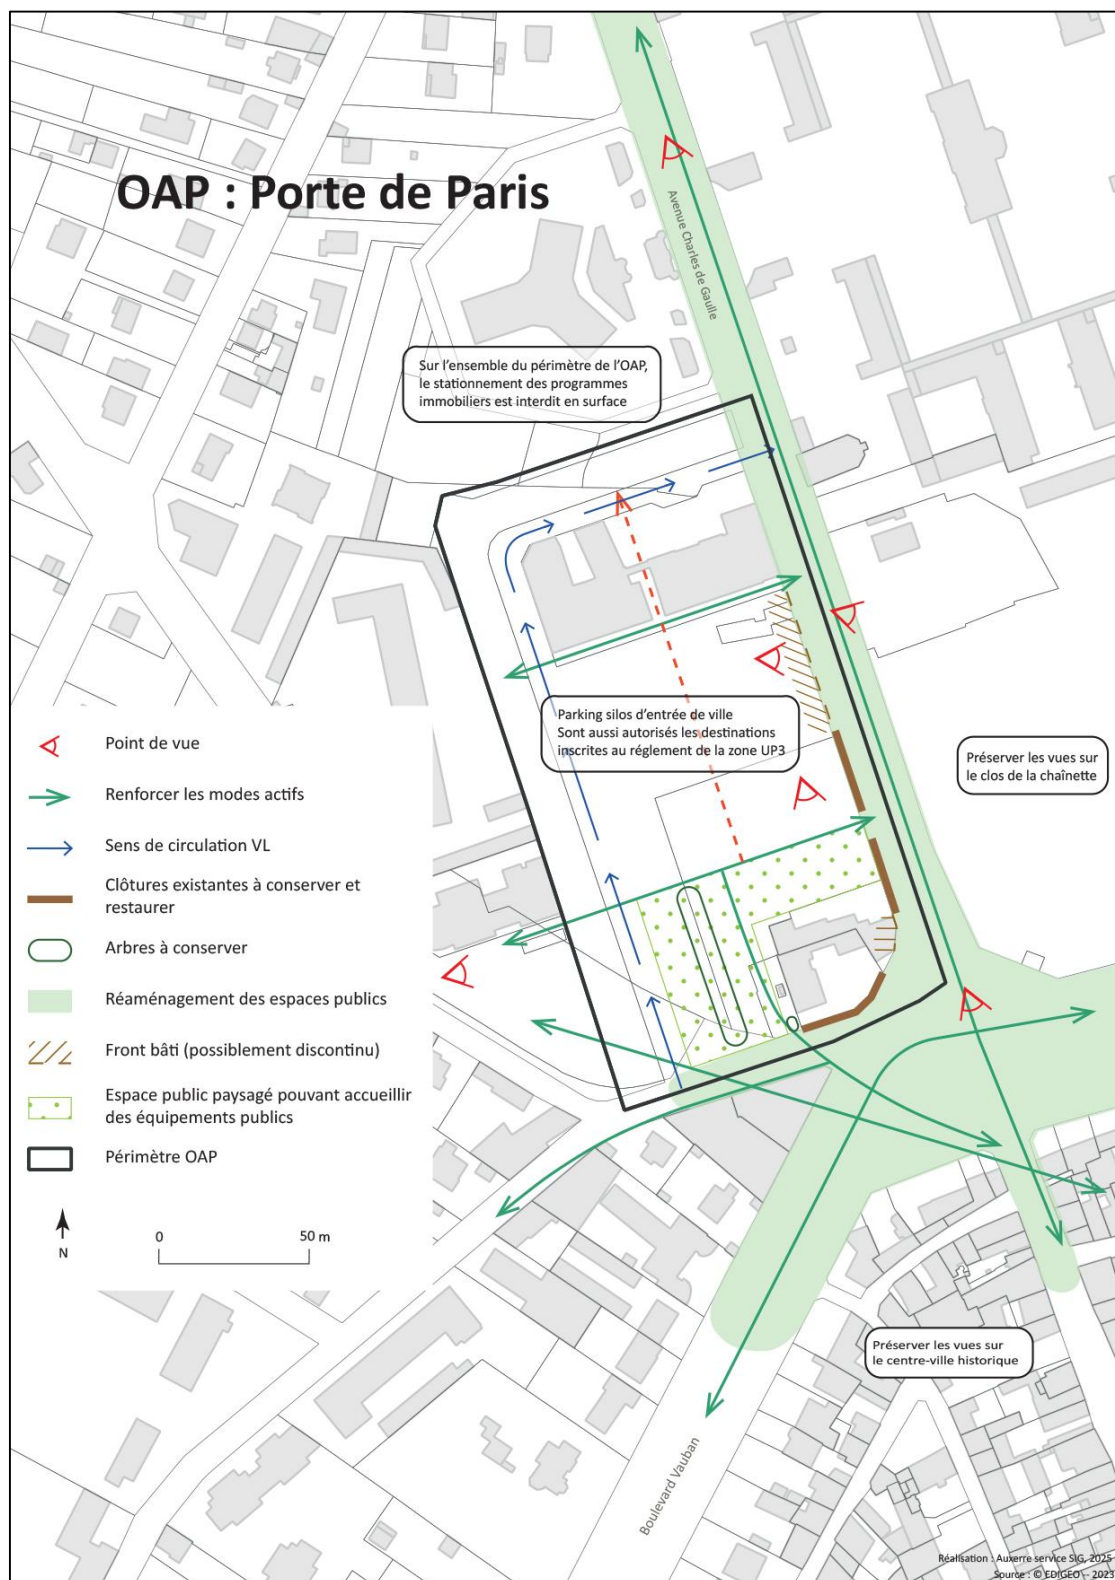 OAP : Porte de Paris
Avenue Charles de Gaulle
Sur l'ensemble du périmètre de l'OAP,
le stationnement des programmes
immobiliers est interdit en surface
Parking silos d'entrée de ville
Sont aussi autorisés les destinations
inscrites au réglement de la zone UP3
Préserver les vues sur
le clos de la chaînette
Point de vue
Renforcer les modes actifs
Sens de circulation VL
Clôtures existantes à conserver et
restaurer
Arbres à conserver
Réaménagement des espaces publics
Front bâti (possiblement discontinu)
Espace public paysagé pouvant accueillir
des équipements publics
Périmètre OAP
N
0
50 m
Préserver les vues sur
le centre-ville historique
Boulevard Vauban
Réalisation : Auxerre service SIG, 2025
Source : © EDIGEO - 2023